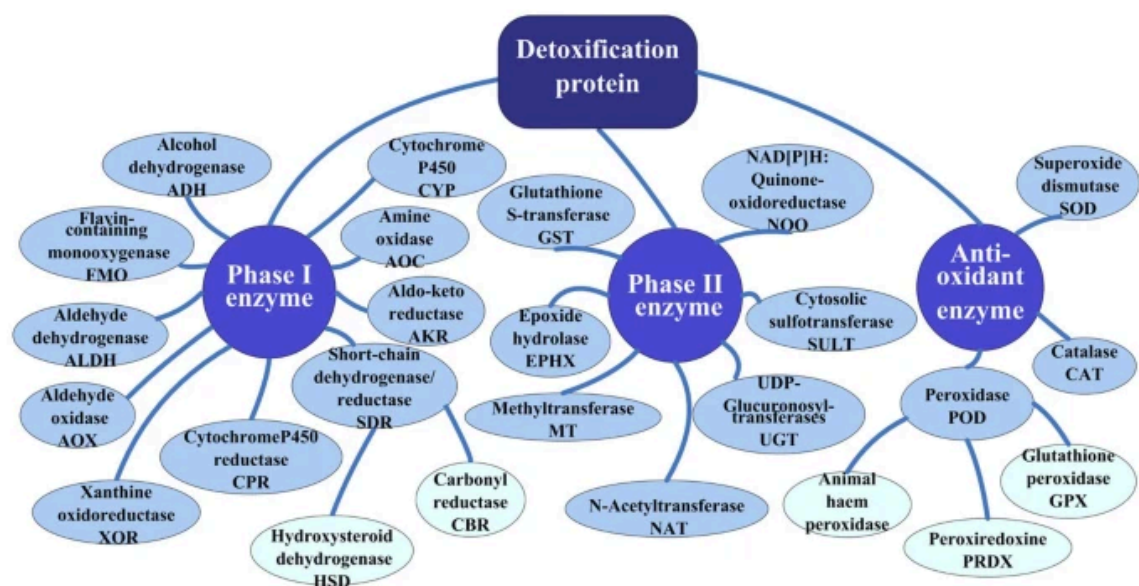 Detoxification
protein
Alcohol
dehydrogenase
ADH
Cytochrome
P450
CYP
Flavin-
containing
monooxygenase
FMO
Amine
oxidase
AOC
Phase I
enzyme
Aldehyde
dehydrogenase
ALDH
Aldo-keto
reductase
AKR
Aldehyde
oxidase
AOX
Short-chain
dehydrogenase/
reductase
SDR
CytochromeP450
reductase
CPR
Xanthine
oxidoreductase
XOR
Hydroxysteroid
dehydrogenase
HSD
Carbonyl
reductase
CBR
Glutathione
S-transferase
GST
NAD[P]H:
Quinone-
oxidoreductase
NOO
Phase II
enzyme
Epoxide
hydrolase
EPHX
Cytosolic
sulfotransferase
SULT
Methyltransferase
MT
UDP-
Glucuronosyl-
transferases
UGT
N-Acetyltransferase
NAT
Superoxide
dismutase
SOD
Anti-
oxidant
enzyme
Catalase
CAT
Peroxidase
POD
Animal
haem
peroxidase
Peroxiredoxine
PRDX
Glutathione
peroxidase
GPX